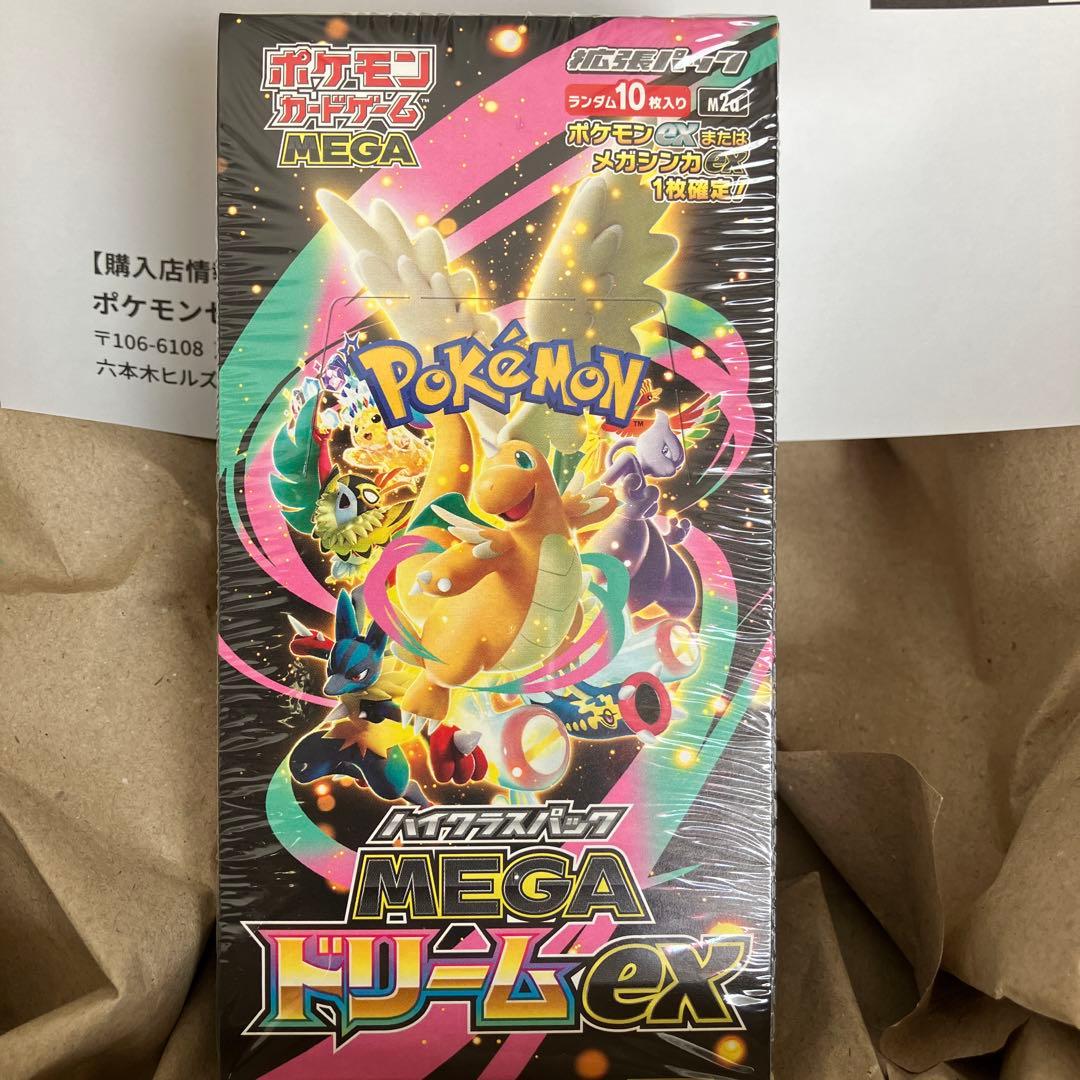 ポケモン
カードゲーム™
MEGA
拡張パック
ランダム10枚入り
M2a
ポケモンexまたは
メガシンカex
1枚確定!
【購入店情
ポケモンセ
〒106-6108
六本木ヒルズ
POKéMON™
ハイクラスパック
MEGA
ドリームex